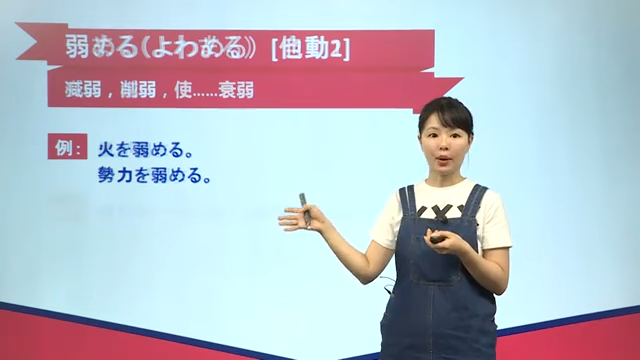 弱める（よわめる） [他動2]
减弱，削弱，使……衰弱
例：
火を弱める。
勢力を弱める。